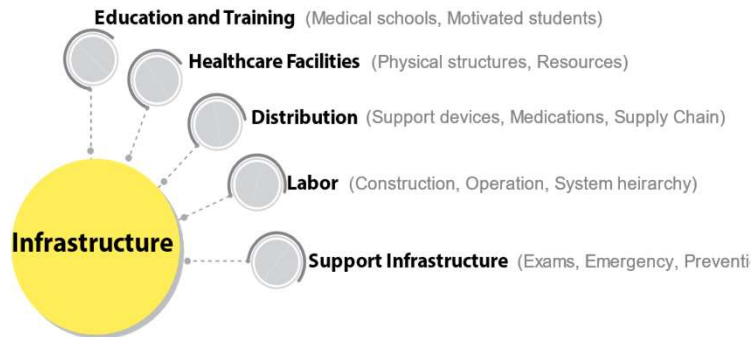 Education and Training (Medical schools, Motivated students)
Healthcare Facilities (Physical structures, Resources)
Distribution (Support devices, Medications, Supply Chain)
Labor (Construction, Operation, System heirarchy)
Infrastructure
Support Infrastructure (Exams, Emergency, Preventi